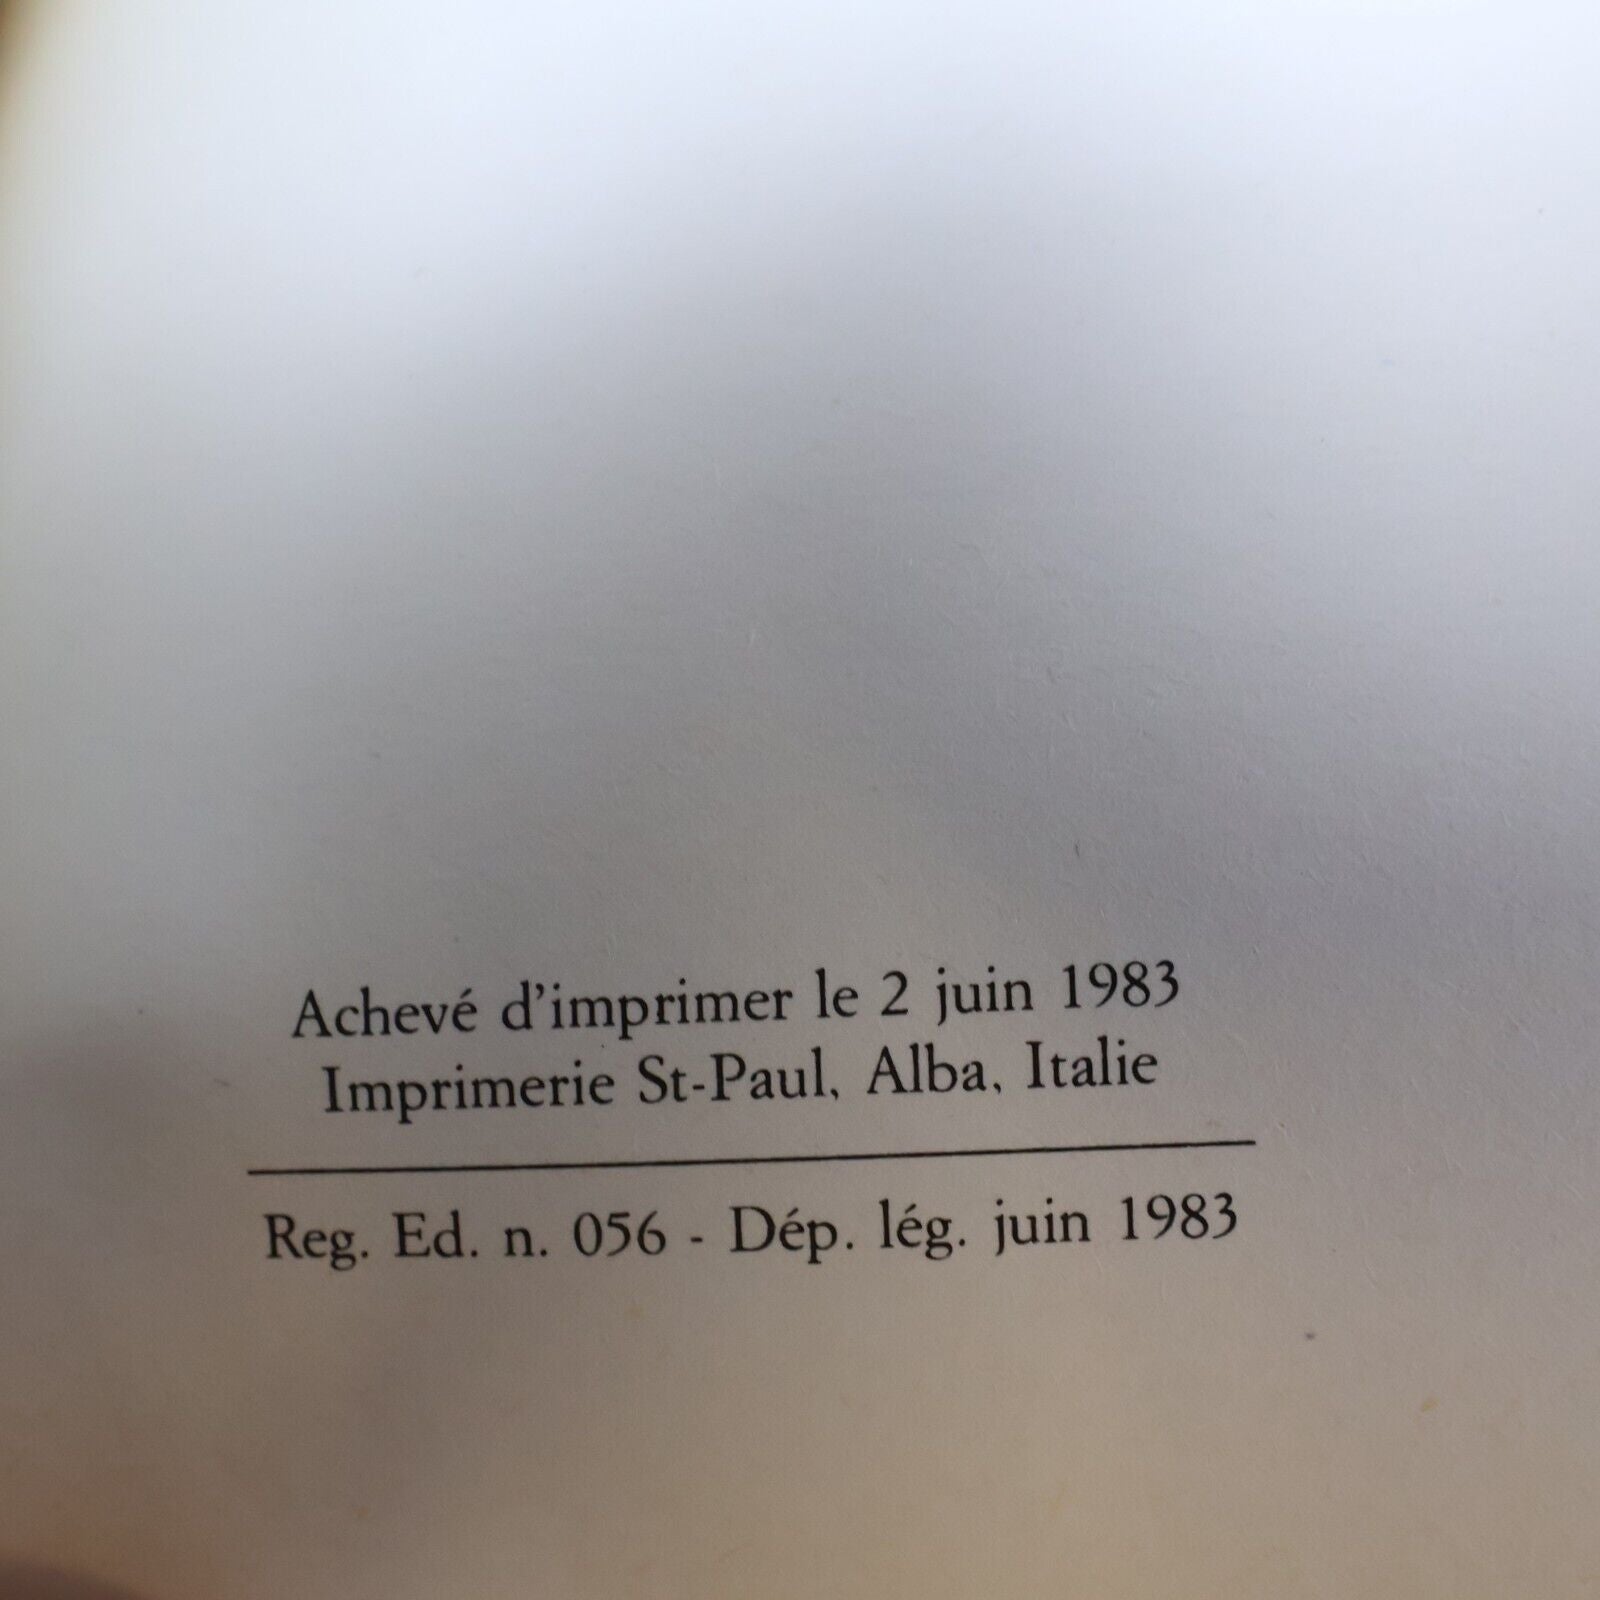 Achevé d'imprimer le 2 juin 1983
Imprimerie St-Paul, Alba, Italie
Reg. Ed. n. 056 - Dép. lég. juin 1983